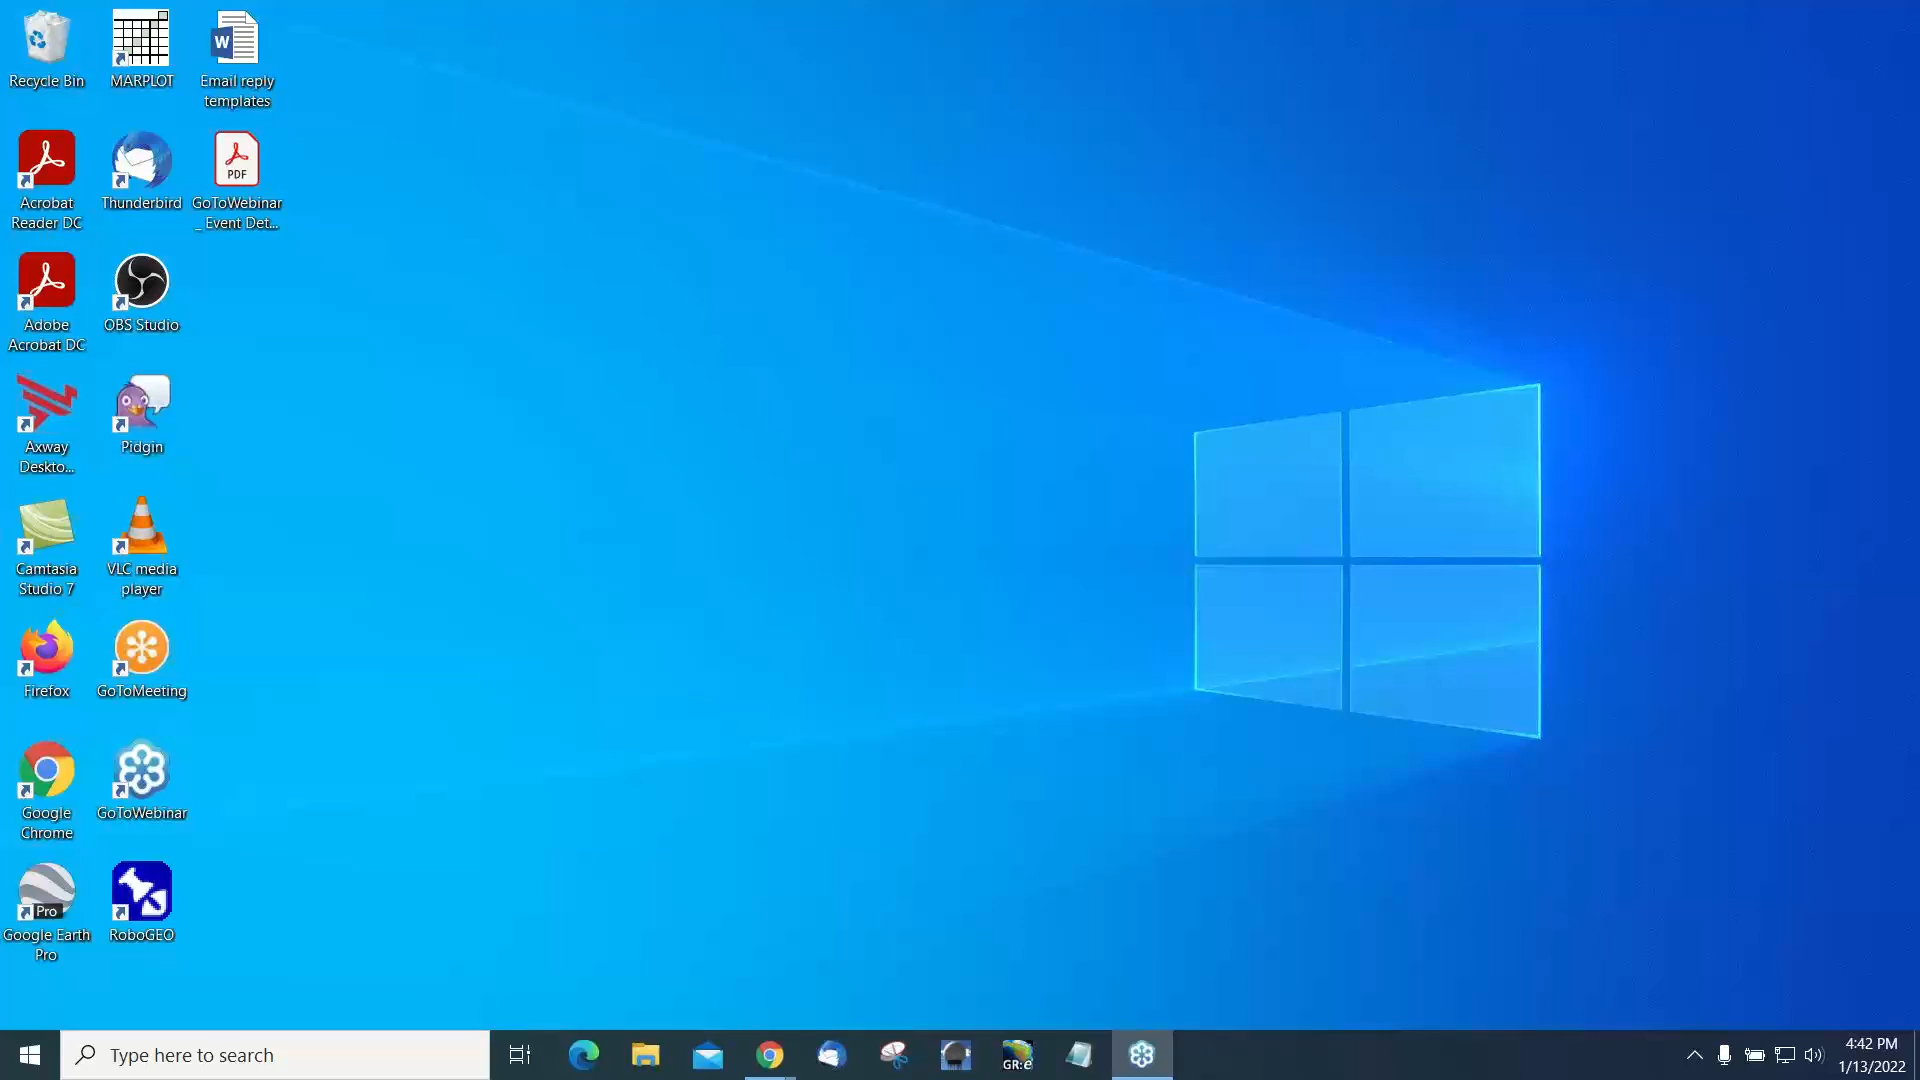 Recycle Bin
MARPLOT
Email reply
templates
W
Acrobat
Reader DC
Thunderbird
PDF
GoToWebinar
_ Event Det...
Adobe
Acrobat DC
OBS Studio
Axway
Deskto...
Pidgin
Camtasia
Studio 7
VLC media
player
Firefox
GoToMeeting
Google
Chrome
GoToWebinar
Pro
Google Earth
Pro
RoboGEO
Type here to search
GR:e
4:42 PM
1/13/2022